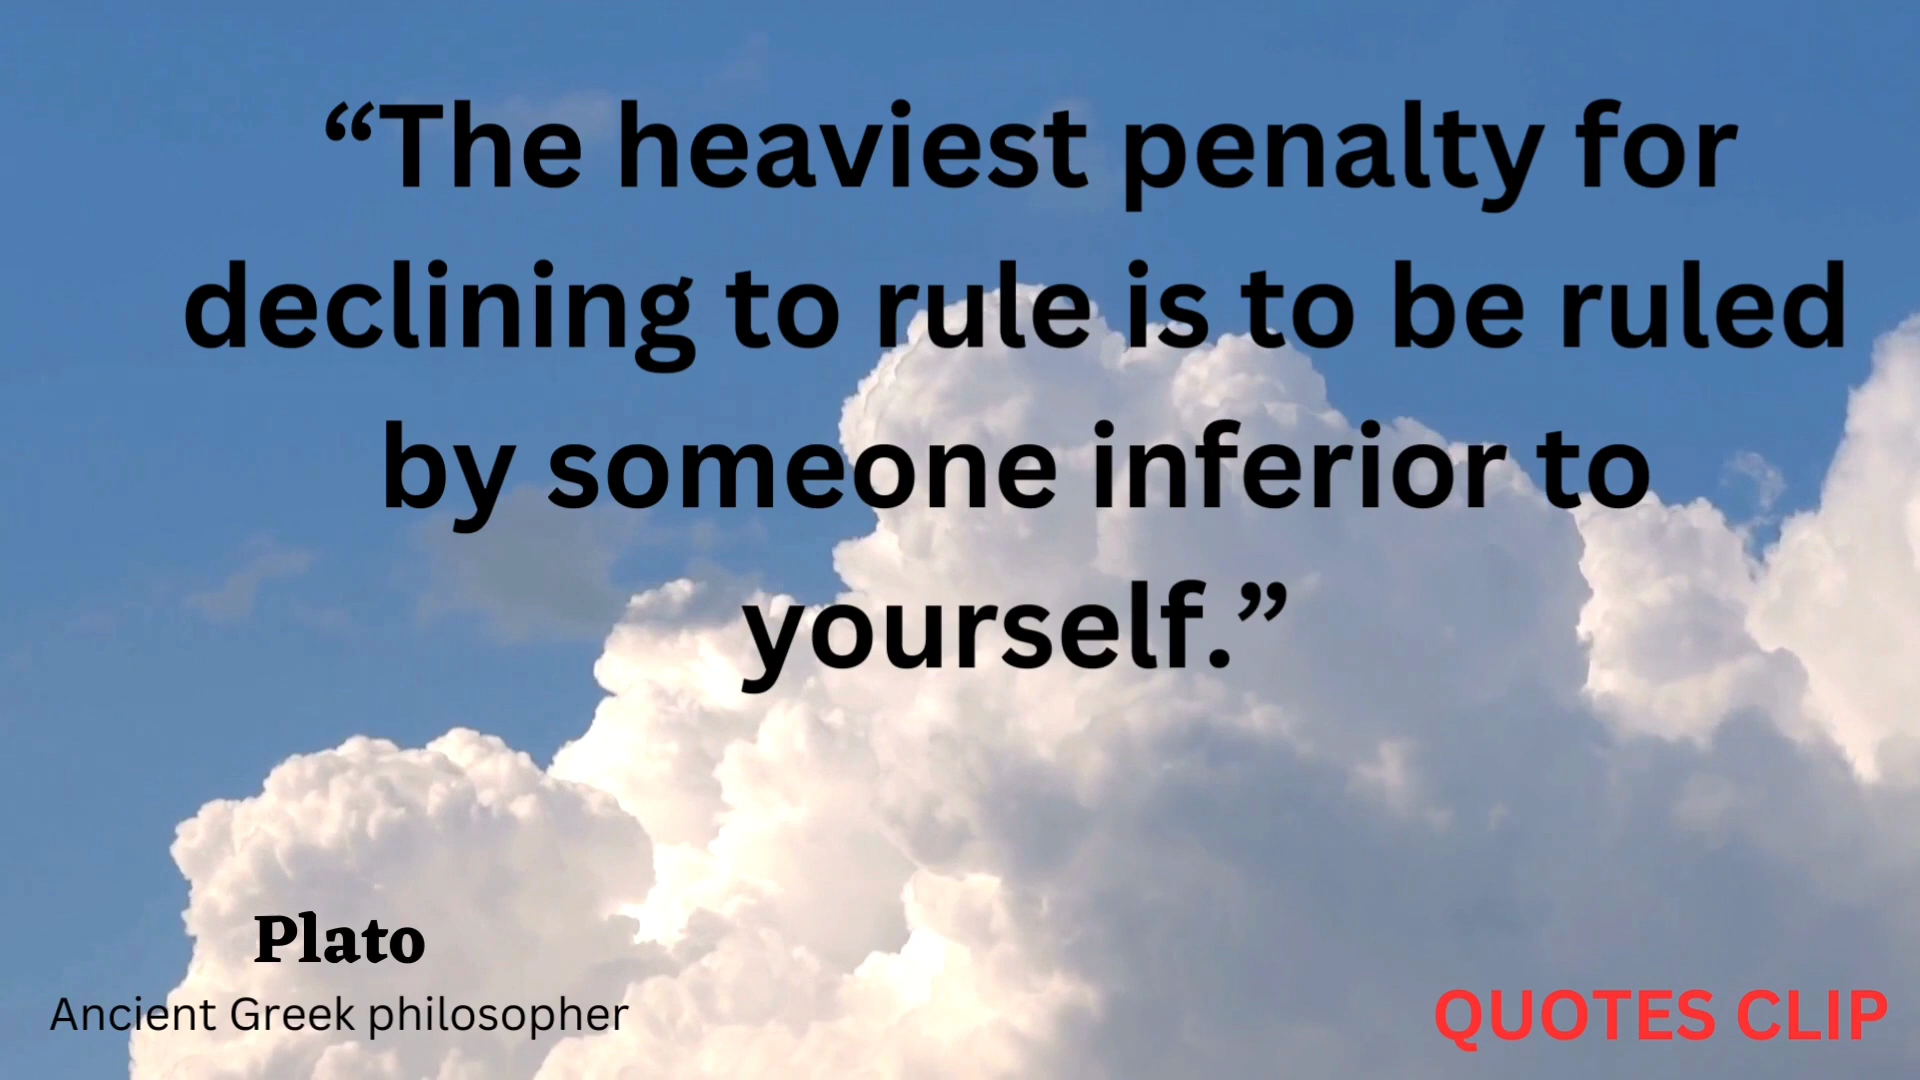 “The heaviest penalty for
declining to rule is to be ruled
by someone inferior to
yourself.”
Plato
Ancient Greek philosopher
QUOTES CLIP